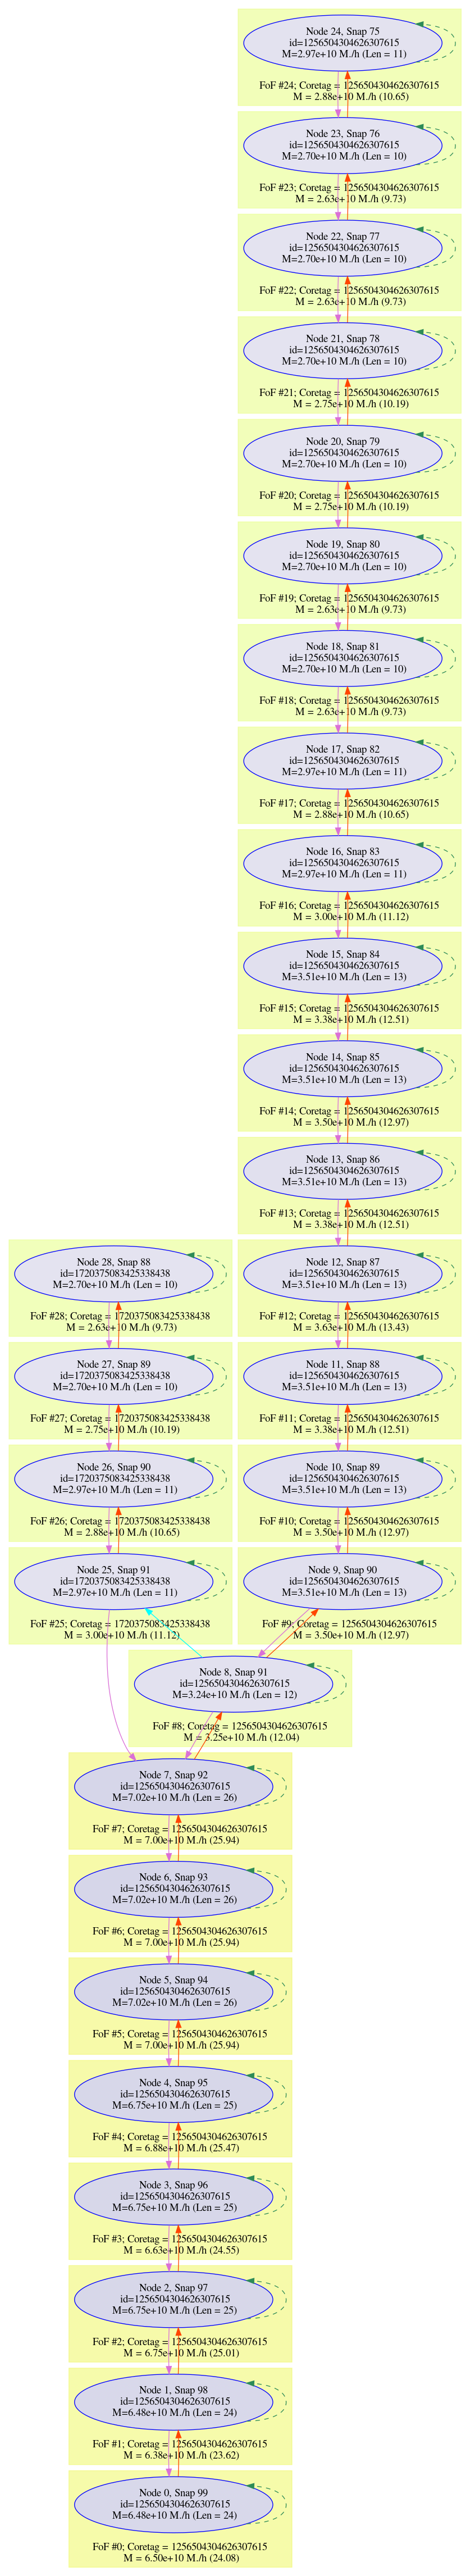 Node 24, Snap 75
id=1256504304626307615
M=2.97e+10 M./h (Len = 11)
FoF #24; Coretag = 1256504304626307615
M = 2.88e+10 M./h (10.65)
Node 23, Snap 76
id=1256504304626307615
M=2.70e+10 M./h (Len = 10)
FoF #23; Coretag = 1256504304626307615
M = 2.63e+10 M./h (9.73)
Node 22, Snap 77
id=1256504304626307615
M=2.70e+10 M./h (Len = 10)
FoF #22; Coretag = 1256504304626307615
M = 2.63e+10 M./h (9.73)
Node 21, Snap 78
id=1256504304626307615
M=2.70e+10 M./h (Len = 10)
FoF #21; Coretag = 1256504304626307615
M = 2.75e+10 M./h (10.19)
Node 20, Snap 79
id=1256504304626307615
M=2.70e+10 M./h (Len = 10)
FoF #20; Coretag = 1256504304626307615
M = 2.75e+10 M./h (10.19)
Node 19, Snap 80
id=1256504304626307615
M=2.70e+10 M./h (Len = 10)
FoF #19; Coretag = 1256504304626307615
M = 2.63e+10 M./h (9.73)
Node 18, Snap 81
id=1256504304626307615
M=2.70e+10 M./h (Len = 10)
FoF #18; Coretag = 1256504304626307615
M = 2.63e+10 M./h (9.73)
Node 17, Snap 82
id=1256504304626307615
M=2.97e+10 M./h (Len = 11)
FoF #17; Coretag = 1256504304626307615
M = 2.88e+10 M./h (10.65)
Node 16, Snap 83
id=1256504304626307615
M=2.97e+10 M./h (Len = 11)
FoF #16; Coretag = 1256504304626307615
M = 3.00e+10 M./h (11.12)
Node 15, Snap 84
id=1256504304626307615
M=3.51e+10 M./h (Len = 13)
FoF #15; Coretag = 1256504304626307615
M = 3.38e+10 M./h (12.51)
Node 14, Snap 85
id=1256504304626307615
M=3.51e+10 M./h (Len = 13)
FoF #14; Coretag = 1256504304626307615
M = 3.50e+10 M./h (12.97)
Node 13, Snap 86
id=1256504304626307615
M=3.51e+10 M./h (Len = 13)
FoF #13; Coretag = 1256504304626307615
M = 3.38e+10 M./h (12.51)
Node 28, Snap 88
id=1720375083425338438
M=2.70e+10 M./h (Len = 10)
FoF #28; Coretag = 1720375083425338438
M = 2.63e+10 M./h (9.73)
Node 12, Snap 87
id=1256504304626307615
M=3.51e+10 M./h (Len = 13)
FoF #12; Coretag = 1256504304626307615
M = 3.63e+10 M./h (13.43)
Node 27, Snap 89
id=1720375083425338438
M=2.70e+10 M./h (Len = 10)
FoF #27; Coretag = 1720375083425338438
M = 2.75e+10 M./h (10.19)
Node 11, Snap 88
id=1256504304626307615
M=3.51e+10 M./h (Len = 13)
FoF #11; Coretag = 1256504304626307615
M = 3.38e+10 M./h (12.51)
Node 26, Snap 90
id=1720375083425338438
M=2.97e+10 M./h (Len = 11)
FoF #26; Coretag = 1720375083425338438
M = 2.88e+10 M./h (10.65)
Node 10, Snap 89
id=1256504304626307615
M=3.51e+10 M./h (Len = 13)
FoF #10; Coretag = 1256504304626307615
M = 3.50e+10 M./h (12.97)
Node 25, Snap 91
id=1720375083425338438
M=2.97e+10 M./h (Len = 11)
FoF #25; Coretag = 1720375083425338438
M = 3.00e+10 M./h (11.12)
Node 9, Snap 90
id=1256504304626307615
M=3.51e+10 M./h (Len = 13)
FoF #9; Coretag = 1256504304626307615
M = 3.50e+10 M./h (12.97)
Node 8, Snap 91
id=1256504304626307615
M=3.24e+10 M./h (Len = 12)
FoF #8; Coretag = 1256504304626307615
M = 3.25e+10 M./h (12.04)
Node 7, Snap 92
id=1256504304626307615
M=7.02e+10 M./h (Len = 26)
FoF #7; Coretag = 1256504304626307615
M = 7.00e+10 M./h (25.94)
Node 6, Snap 93
id=1256504304626307615
M=7.02e+10 M./h (Len = 26)
FoF #6; Coretag = 1256504304626307615
M = 7.00e+10 M./h (25.94)
Node 5, Snap 94
id=1256504304626307615
M=7.02e+10 M./h (Len = 26)
FoF #5; Coretag = 1256504304626307615
M = 7.00e+10 M./h (25.94)
Node 4, Snap 95
id=1256504304626307615
M=6.75e+10 M./h (Len = 25)
FoF #4; Coretag = 1256504304626307615
M = 6.88e+10 M./h (25.47)
Node 3, Snap 96
id=1256504304626307615
M=6.75e+10 M./h (Len = 25)
FoF #3; Coretag = 1256504304626307615
M = 6.63e+10 M./h (24.55)
Node 2, Snap 97
id=1256504304626307615
M=6.75e+10 M./h (Len = 25)
FoF #2; Coretag = 1256504304626307615
M = 6.75e+10 M./h (25.01)
Node 1, Snap 98
id=1256504304626307615
M=6.48e+10 M./h (Len = 24)
FoF #1; Coretag = 1256504304626307615
M = 6.38e+10 M./h (23.62)
Node 0, Snap 99
id=1256504304626307615
M=6.48e+10 M./h (Len = 24)
FoF #0; Coretag = 1256504304626307615
M = 6.50e+10 M./h (24.08)